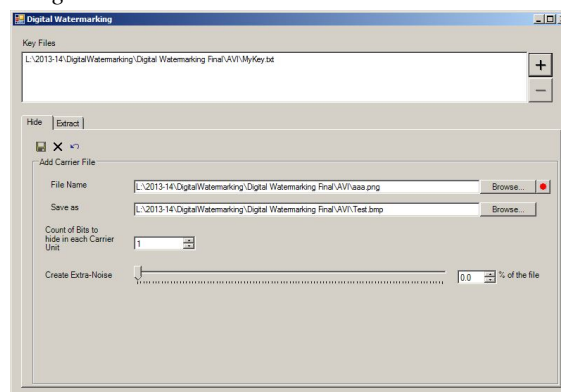 Digital Watermarking
Key Files
L:\2013-14\DigitalWatermarking\Digital Watermarking Final\AVI\MyKey.txt
Hide Extract
Add Carrier File
File Name L:\2013-14\DigitalWatermarking\Digital Watermarking Final\AVI\aaa.png Browse...
Save as L:\2013-14\DigitalWatermarking\Digital Watermarking Final\AVI\Test.bmp Browse...
Count of Bits to
hide in each Carrier 1
Unit
Create Extra-Noise 0.0 % of the file